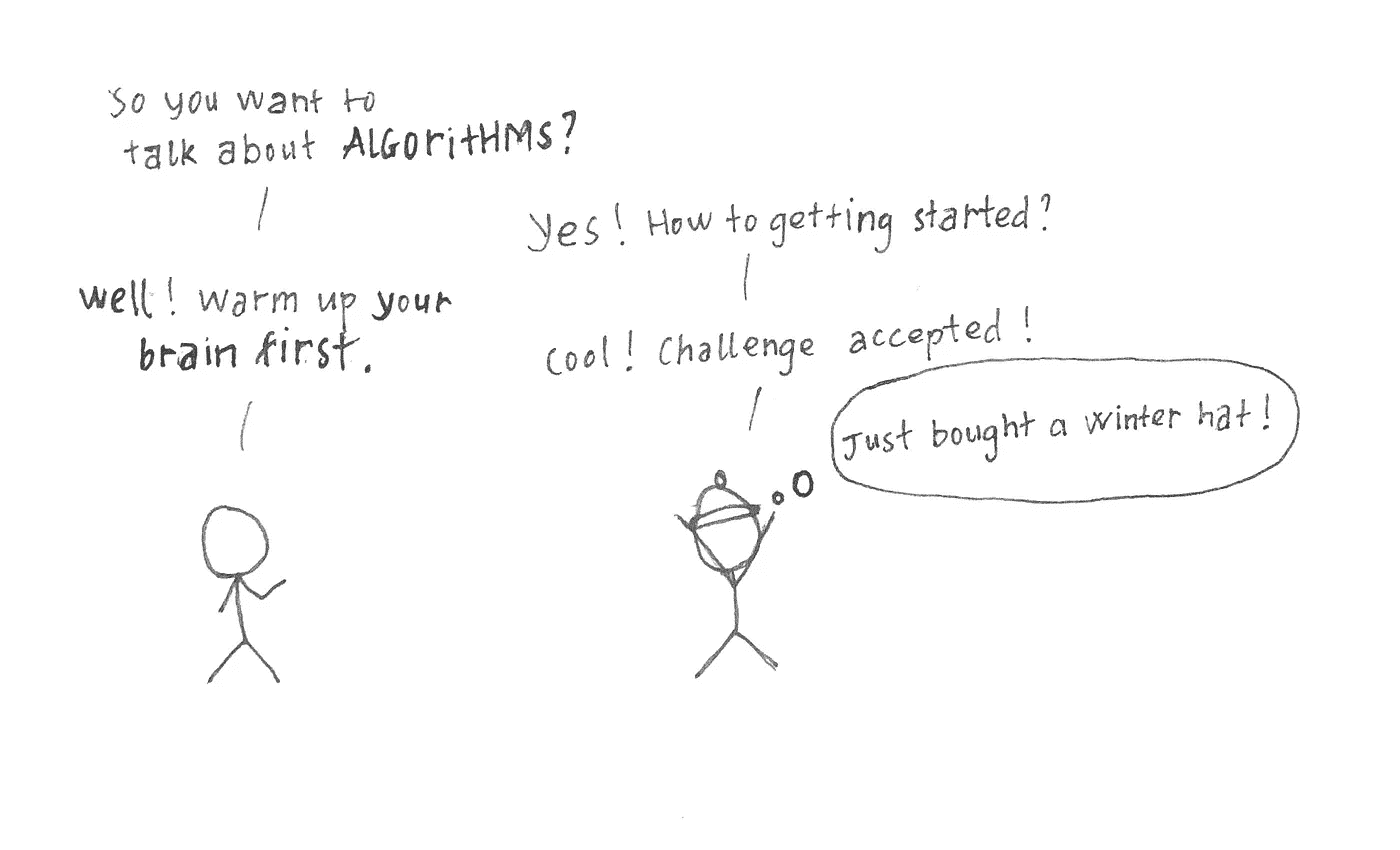 So you want to
talk about ALGoritHMs?
Yes! How to getting started?
well! warm up your
brain first.
cool! Challenge accepted!
Just bought a winter hat!